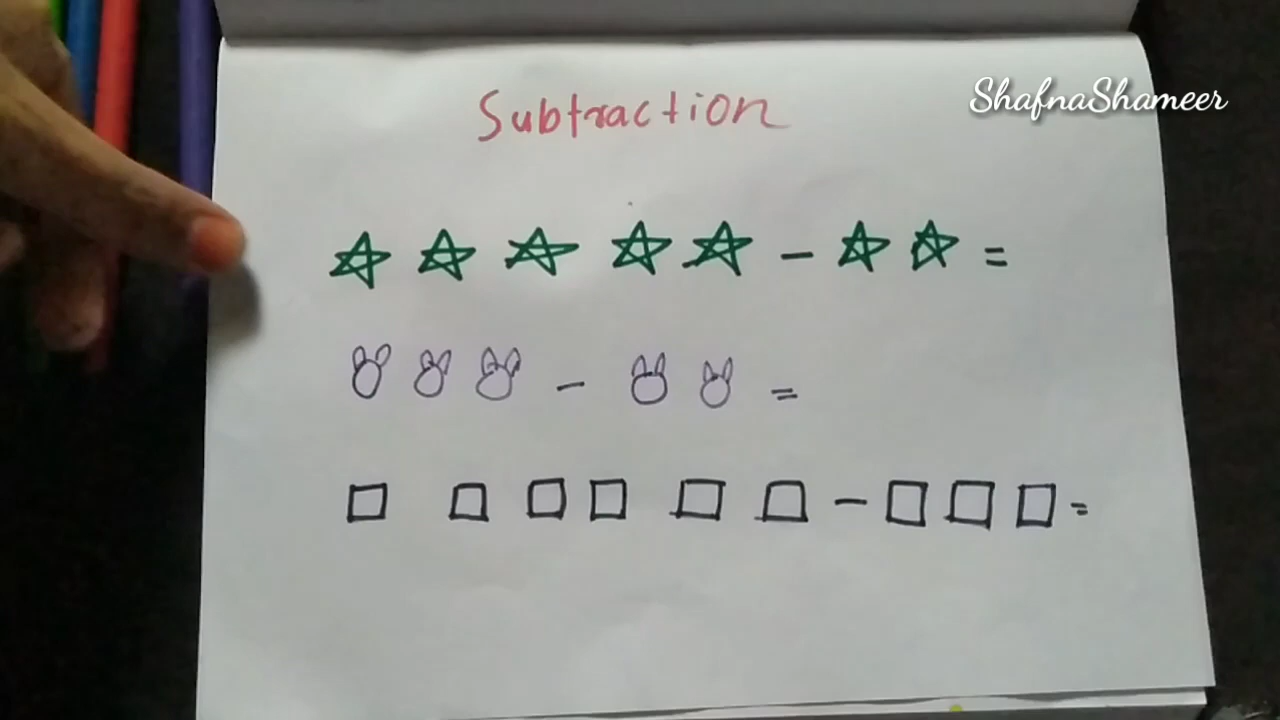 ShafnaShameer
Subtraction
- =
- =
- =